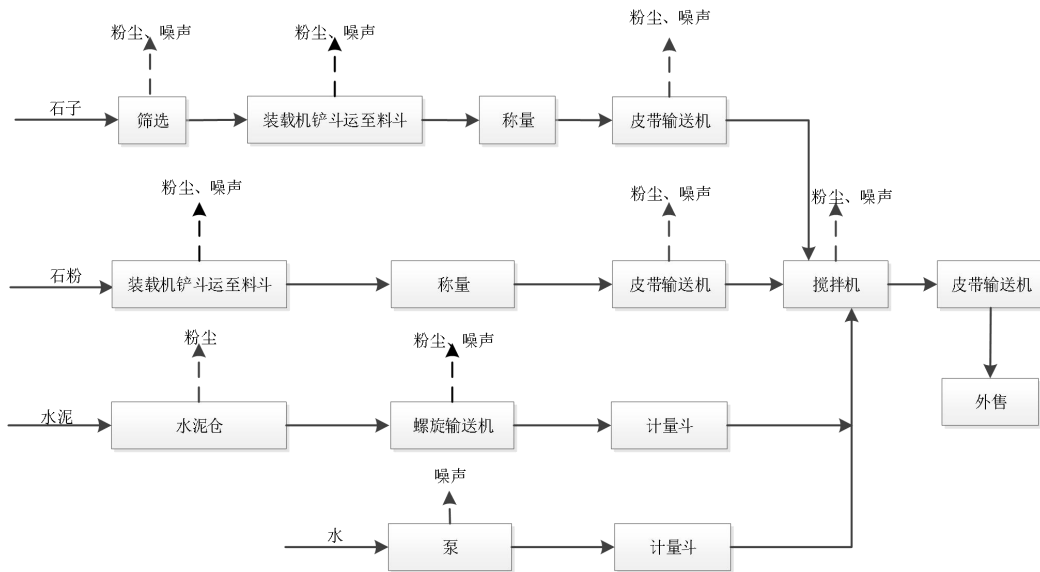 粉尘、噪声
粉尘、噪声
粉尘、噪声
石子
筛选
装载机铲斗运至料斗
称量
皮带输送机
粉尘、噪声
粉尘、噪声
粉尘、噪声
石粉
装载机铲斗运至料斗
称量
皮带输送机
搅拌机
皮带输送机
粉尘
粉尘、噪声
水泥
水泥仓
螺旋输送机
计量斗
外售
噪声
水
泵
计量斗